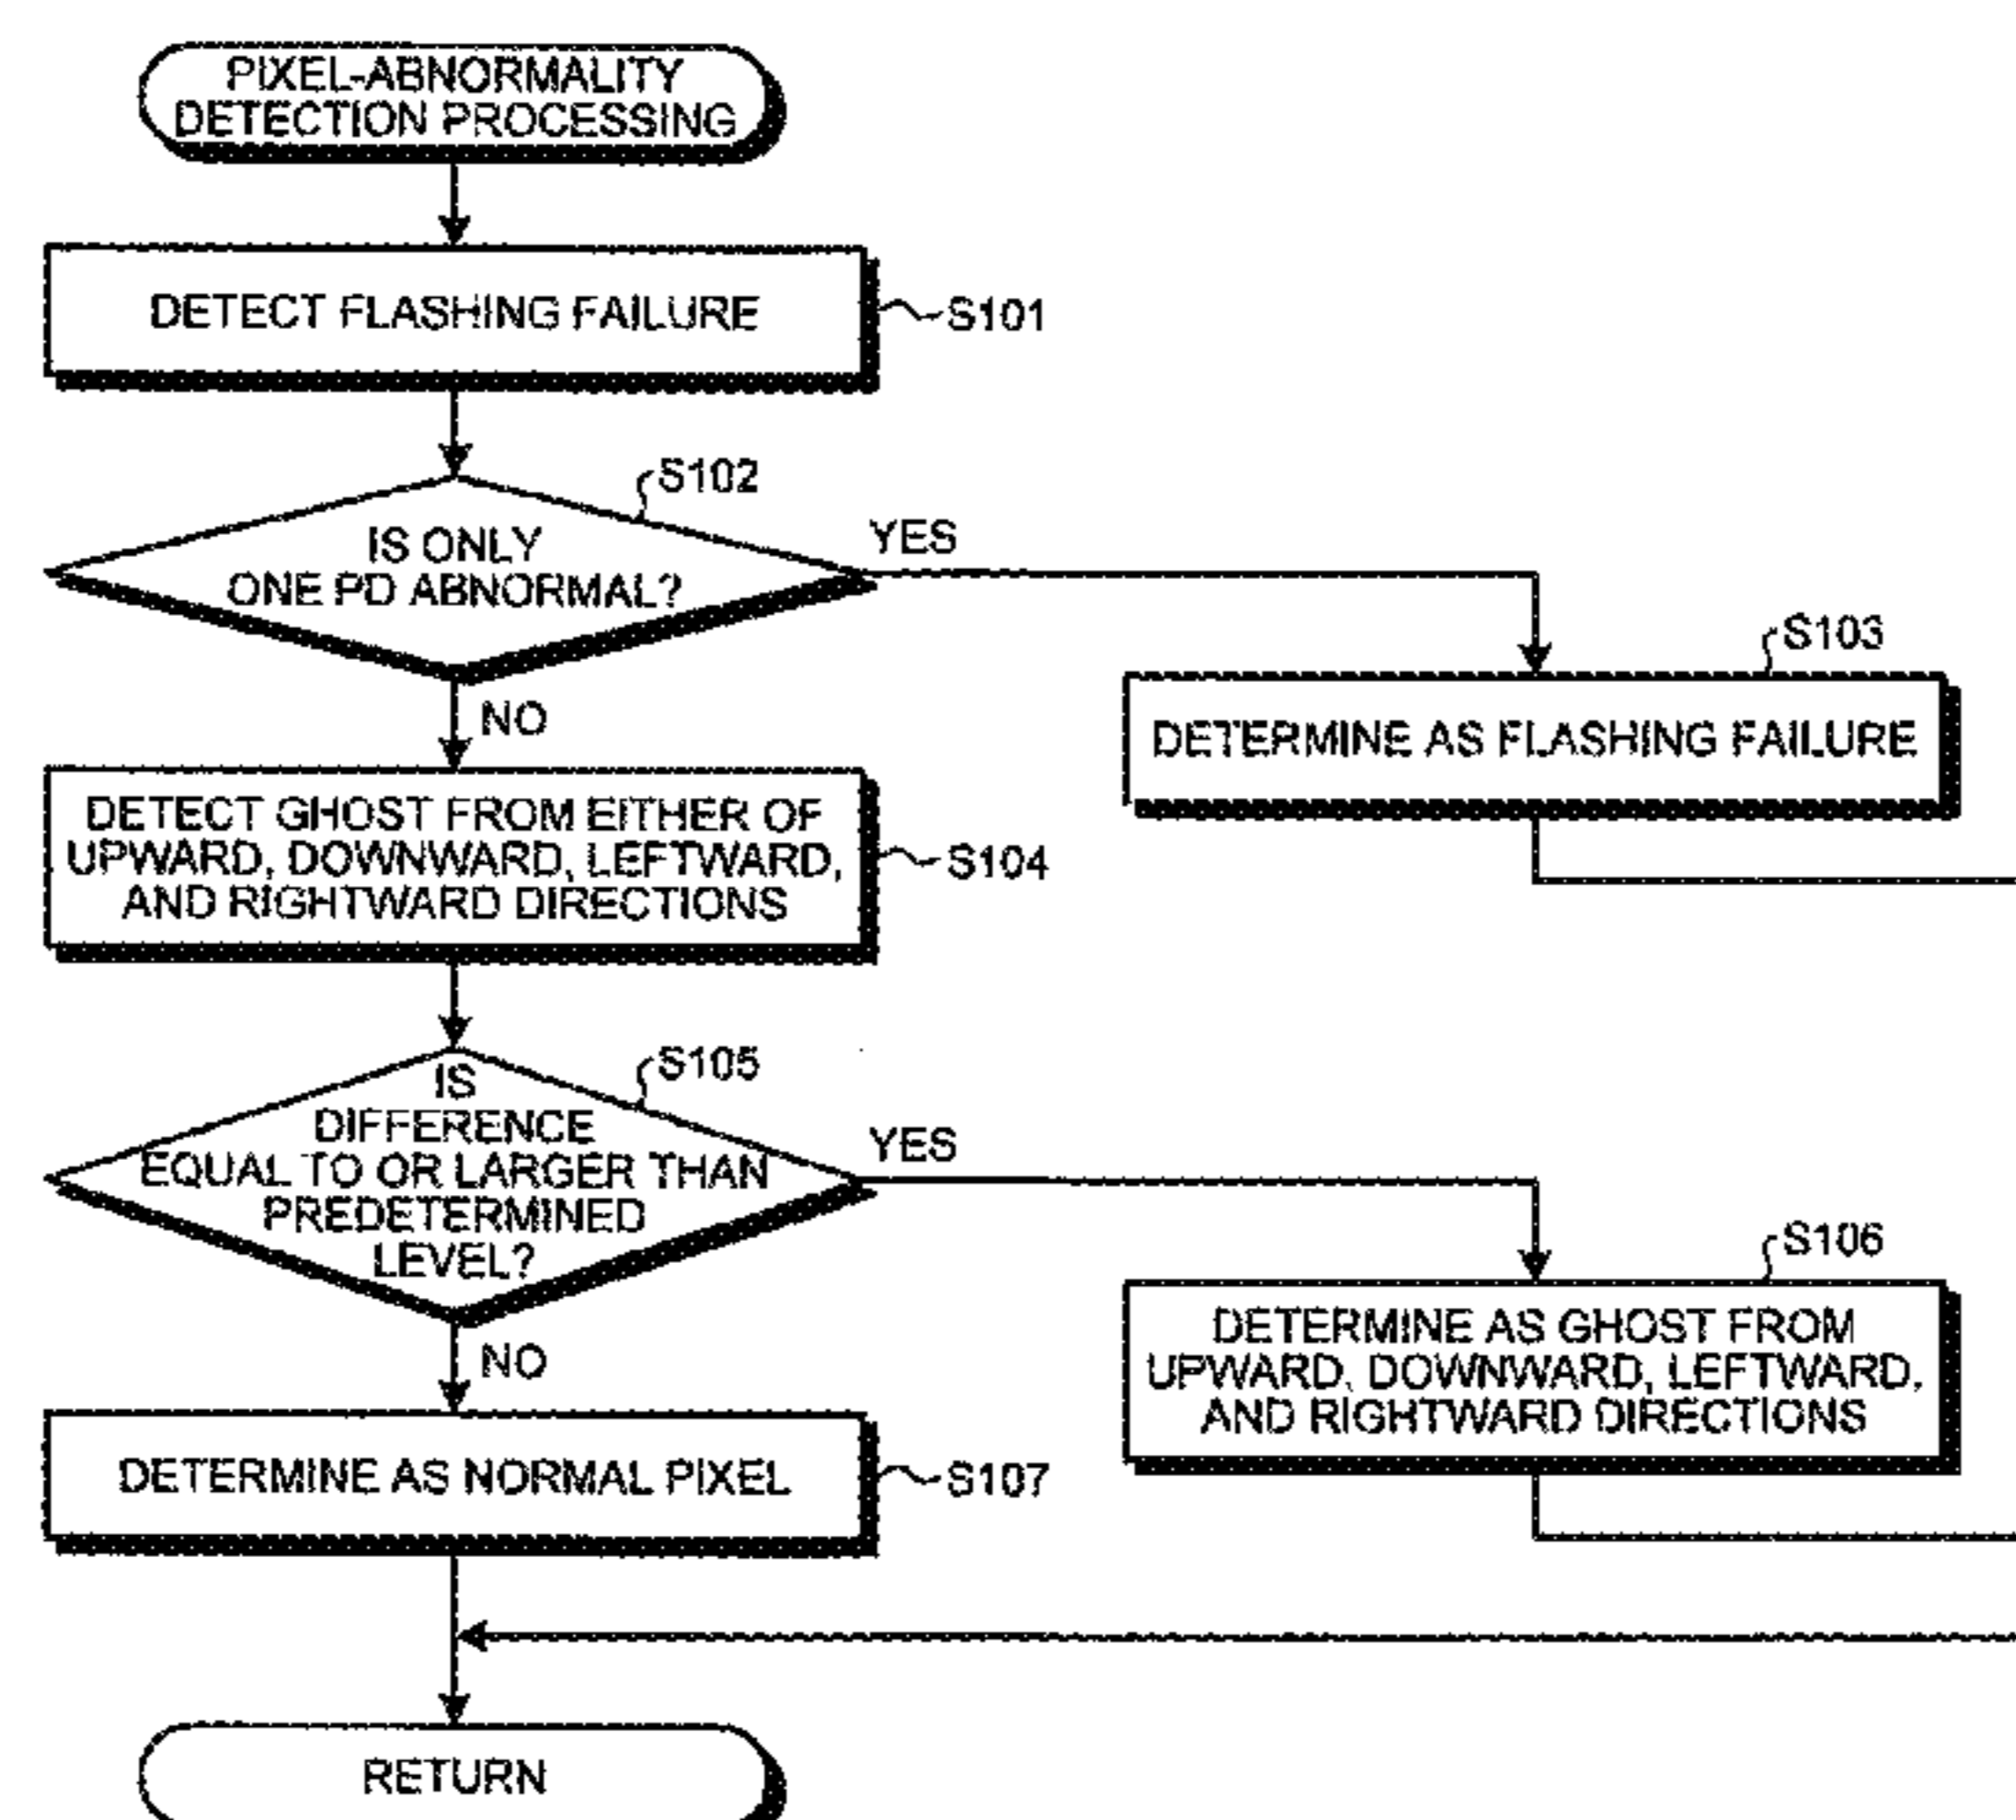 PIXEL-ABNORMALITY
DETECTION PROCESSING
DETECT FLASHING FAILURE
S101
S102
IS ONLY
ONE PD ABNORMAL?
YES
NO
S103
DETERMINE AS FLASHING FAILURE
DETECT GHOST FROM EITHER OF
UPWARD, DOWNWARD, LEFTWARD,
AND RIGHTWARD DIRECTIONS
S104
S105
IS
DIFFERENCE
EQUAL TO OR LARGER THAN
PREDETERMINED
LEVEL?
YES
NO
S106
DETERMINE AS GHOST FROM
UPWARD, DOWNWARD, LEFTWARD,
AND RIGHTWARD DIRECTIONS
DETERMINE AS NORMAL PIXEL
S107
RETURN